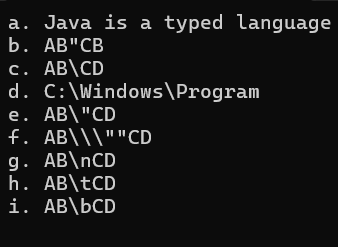 a. Java is a typed language
b. AB"CB
c. AB\CD
d. C:\Windows\Program
e. AB\"CD
f. AB\\\""CD
g. AB\nCD
h. AB\tCD
i. AB\bCD